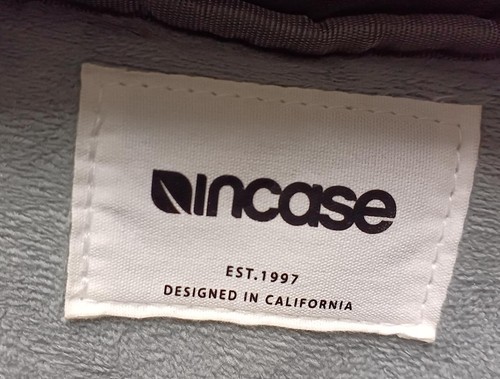 incase
EST.1997
DESIGNED IN CALIFORNIA